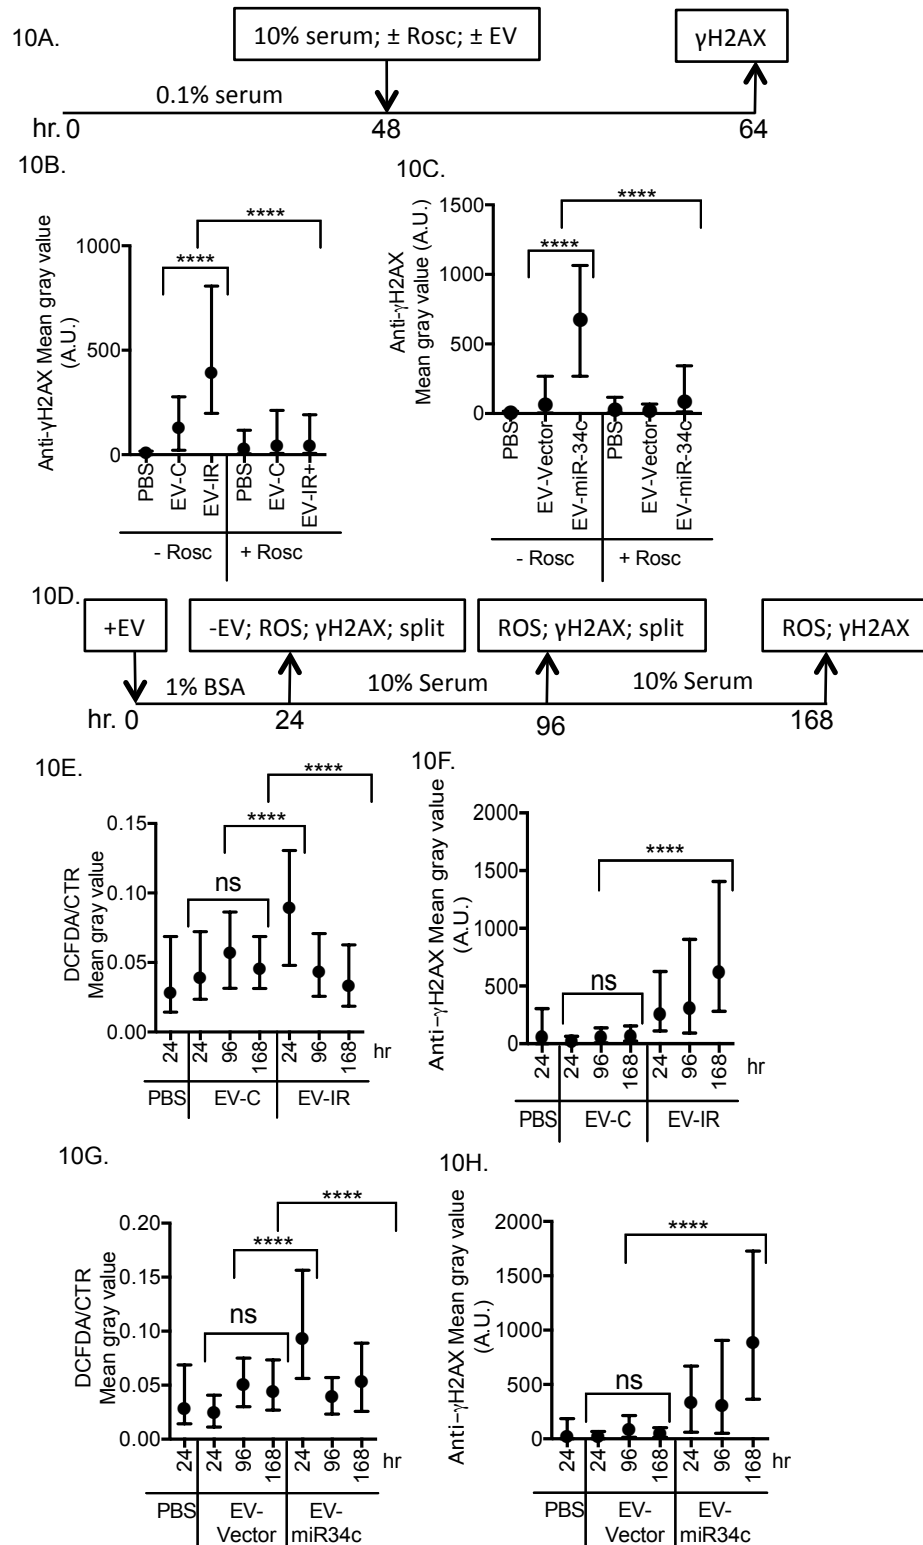 10A.
10% serum; ± Rosc; ± EV
γH2AX
0.1% serum
hr. 0
48
64
10B.
Anti-γH2AX Mean gray value
(A.U.)
1000
500
0
****
****
PBS
EV-C
EV-IR
PBS
EV-C
EV-IR+
- Rosc
+ Rosc
10C.
Anti-γH2AX
Mean gray value (A.U.)
1500
1000
500
0
****
****
PBS
EV-Vector
EV-miR-34c
PBS
EV-Vector
EV-miR-34c
- Rosc
+ Rosc
10D.
+EV
-EV; ROS; γH2AX; split
ROS; γH2AX; split
ROS; γH2AX
1% BSA
10% Serum
10% Serum
hr. 0
24
96
168
10E.
DCFDA/CTR
Mean gray value
0.15
0.10
0.05
0.00
ns
****
****
24
24
96
168
24
96
168
hr
PBS
EV-C
EV-IR
10F.
Anti-γH2AX Mean gray value
(A.U.)
2000
1500
1000
500
0
ns
****
24
24
96
168
24
96
168
hr
PBS
EV-C
EV-IR
10G.
DCFDA/CTR
Mean gray value
0.20
0.15
0.10
0.05
0.00
ns
****
****
24
24
96
168
24
96
168
hr
PBS
EV-
Vector
EV-
miR34c
10H.
Anti-γH2AX Mean gray value
(A.U.)
2000
1500
1000
500
0
ns
****
24
24
96
168
24
96
168
hr
PBS
EV-
Vector
EV-
miR34c